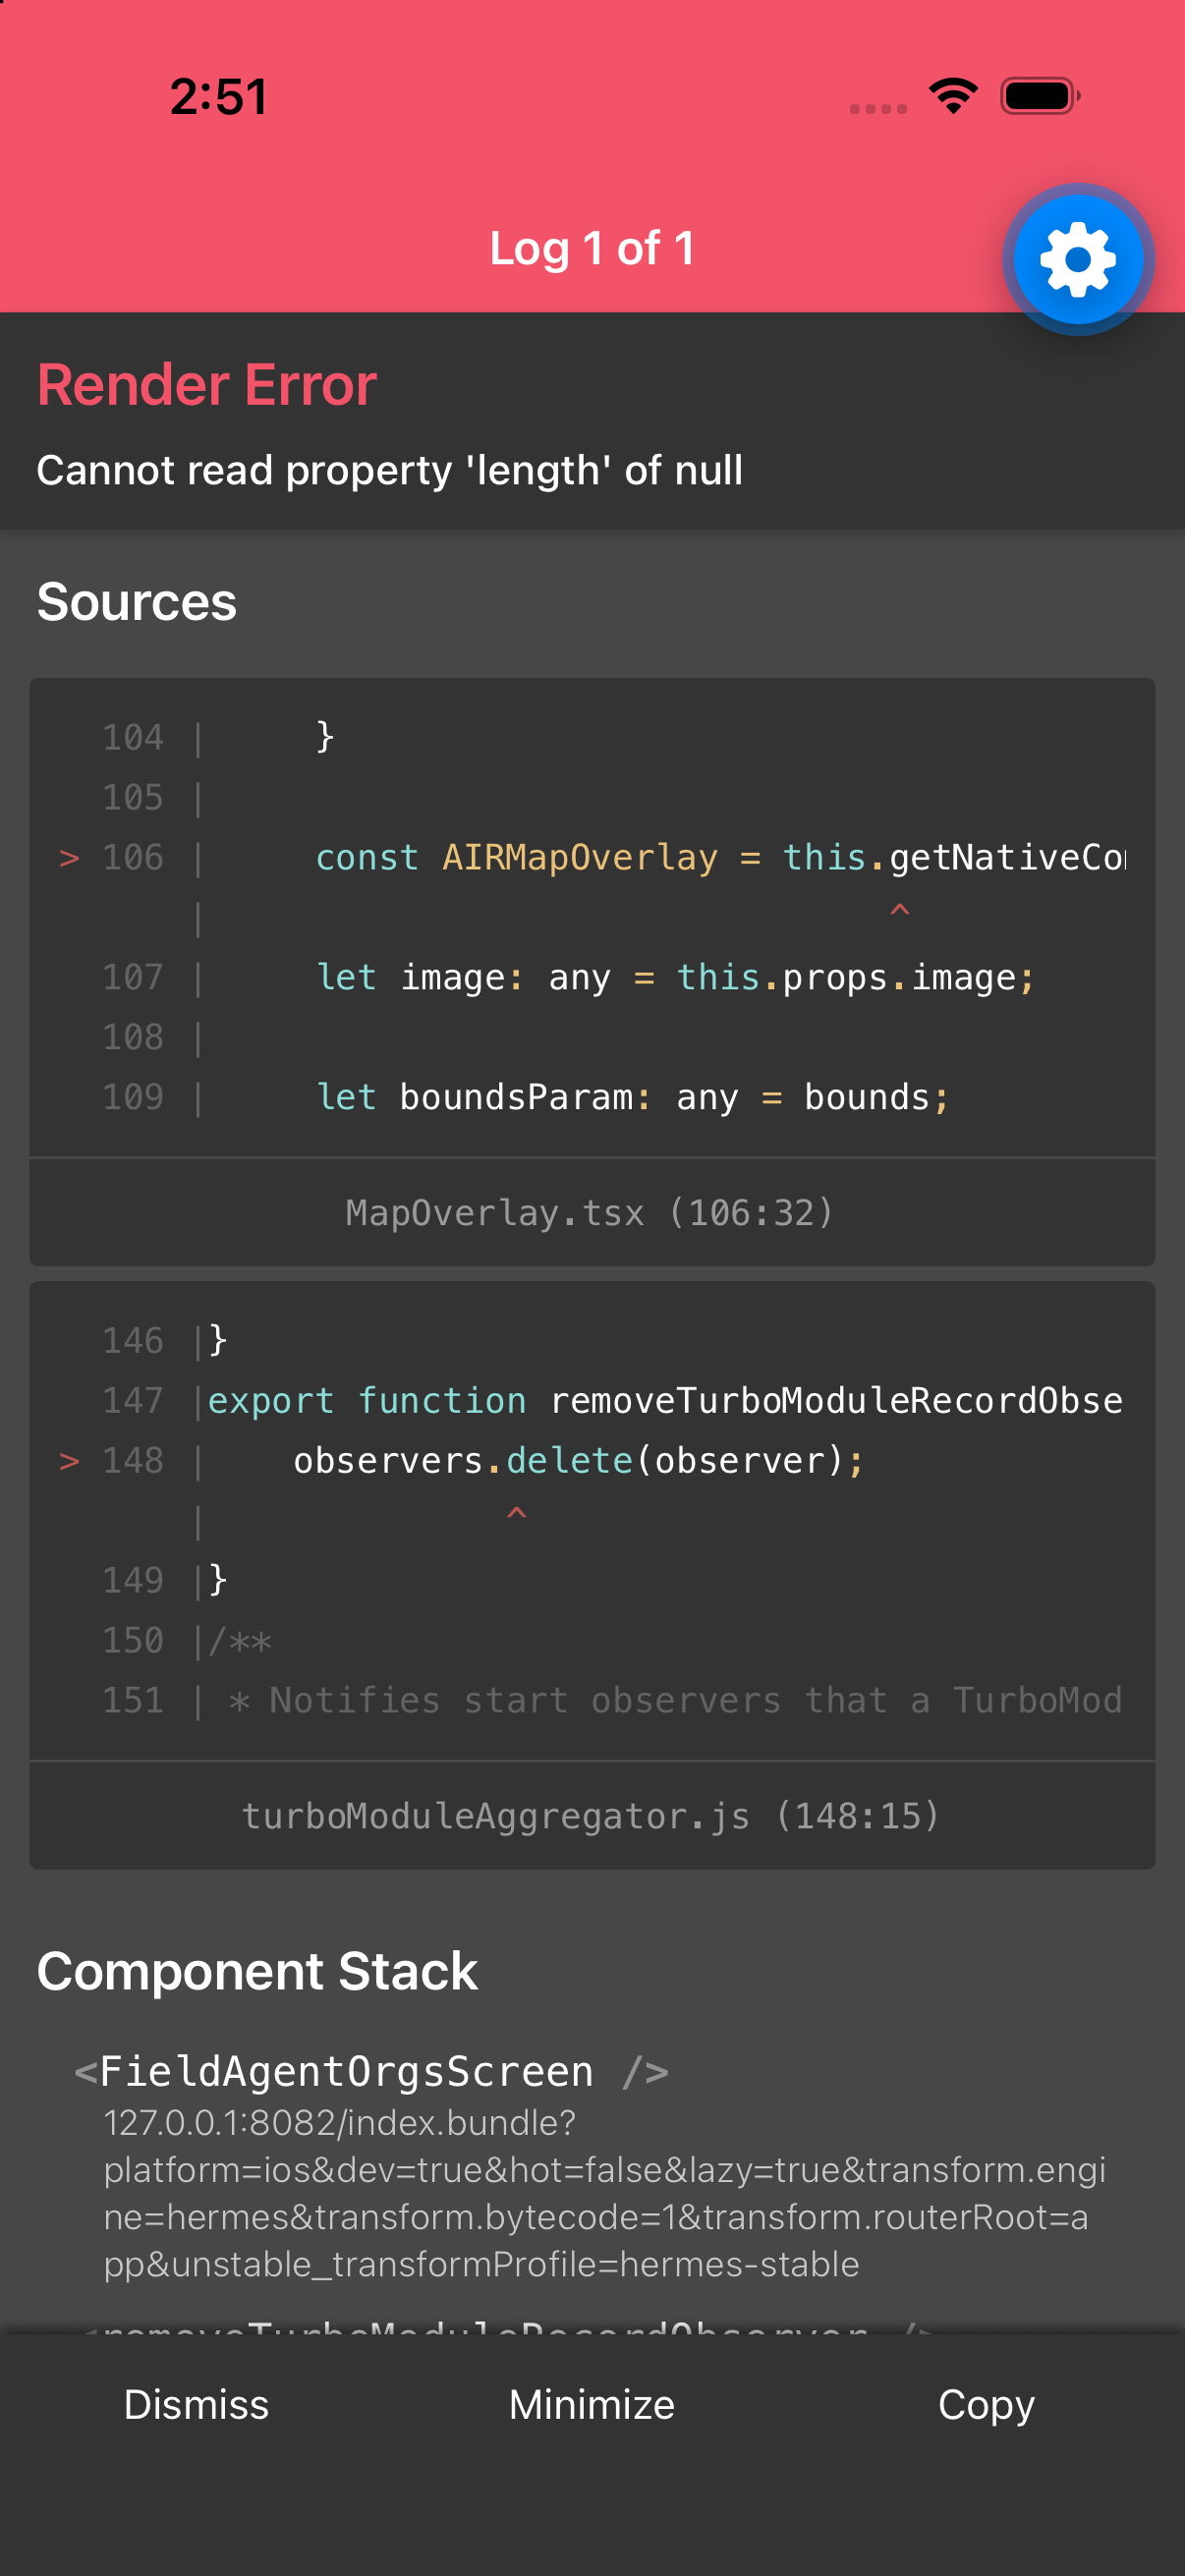 2:51
Log 1 of 1
Render Error
Cannot read property 'length' of null
Sources
104 |     }
105 |
> 106 |     const AIRMapOverlay = this.getNativeCo
|                                ^
107 |     let image: any = this.props.image;
108 |
109 |     let boundsParam: any = bounds;
MapOverlay.tsx (106:32)
146 |}
147 |export function removeTurboModuleRecordObse
> 148 |    observers.delete(observer);
|              ^
149 |}
150 |/**
151 | * Notifies start observers that a TurboMod
turboModuleAggregator.js (148:15)
Component Stack
<FieldAgentOrgsScreen />
127.0.0.1:8082/index.bundle?
platform=ios&dev=true&hot=false&lazy=true&transform.engi
ne=hermes&transform.bytecode=1&transform.routerRoot=a
pp&unstable_transformProfile=hermes-stable
<removeTurboModuleRecordObserver />
Dismiss
Minimize
Copy